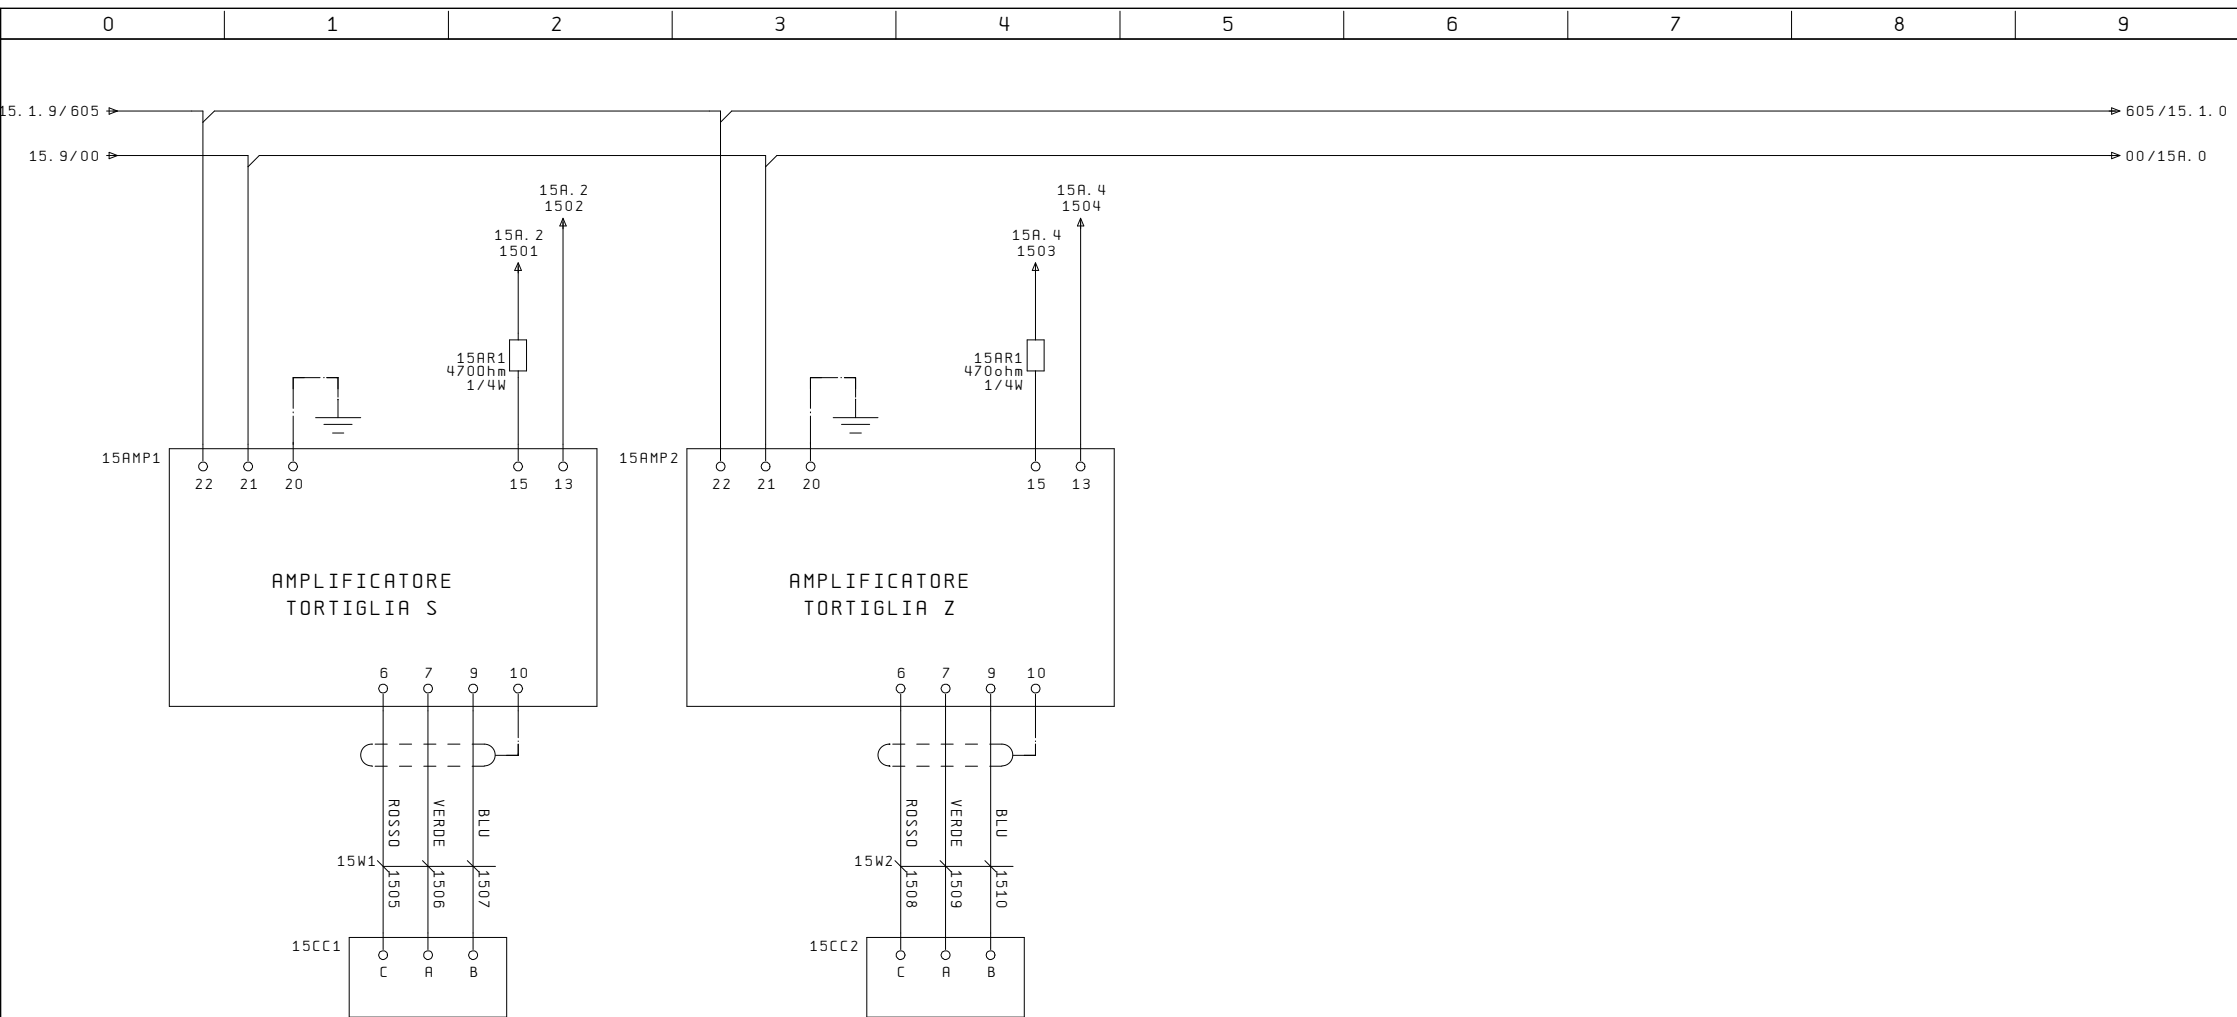 0 1 2 3 4 5 6 7 8 9
15.1.9/605
605/15.1.0
15.9/00
00/15A.0
15A.2
1502
15A.2
1501
15A.4
1504
15A.4
1503
15AR1
470Ohm
1/4W
15AR1
470ohm
1/4W
15AMP1
22 21 20 15 13
AMPLIFICATORE
TORTIGLIA S
6 7 9 10
15AMP2
22 21 20 15 13
AMPLIFICATORE
TORTIGLIA Z
6 7 9 10
ROSSO
VERDE
BLU
15W1
1505
1506
1507
15CC1
C A B
ROSSO
VERDE
BLU
15W2
1508
1509
1510
15CC2
C A B